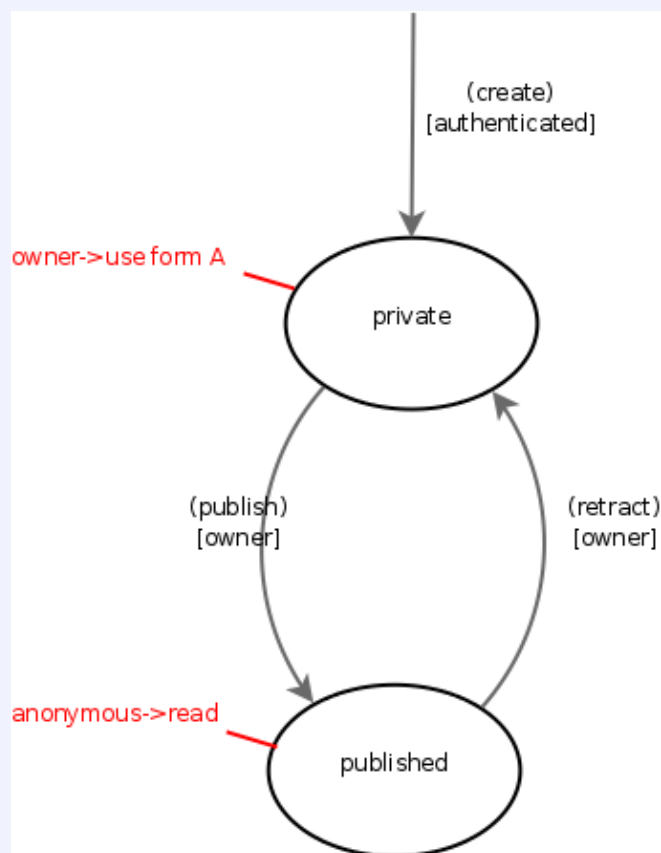 (create)
[authenticated]
owner->use form A
private
(publish)
[owner]
(retract)
[owner]
anonymous->read
published